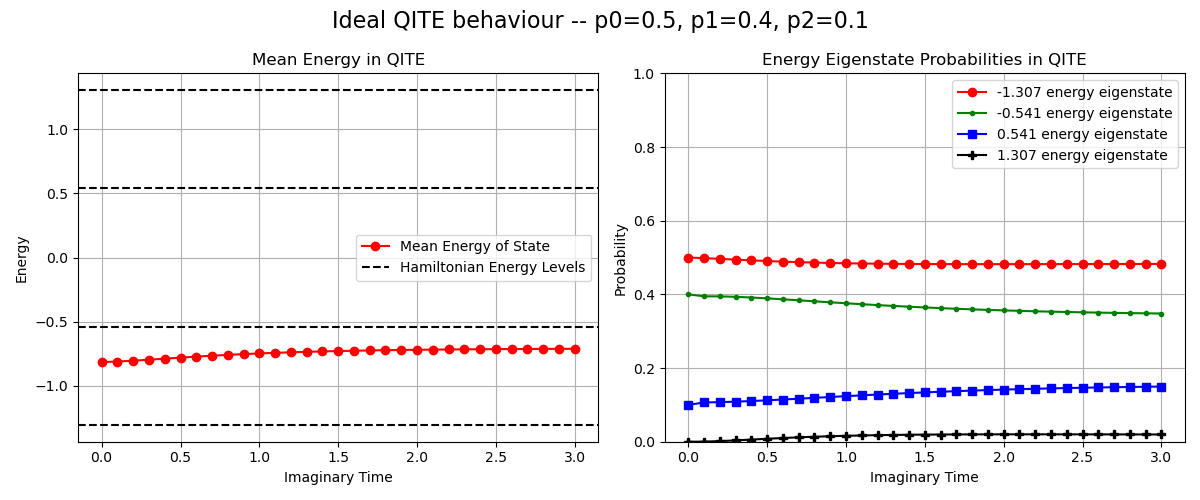 Ideal QITE behaviour -- p0=0.5, p1=0.4, p2=0.1
Mean Energy in QITE
Energy
1.0
0.5
0.0
−0.5
−1.0
Mean Energy of State
Hamiltonian Energy Levels
0.0 0.5 1.0 1.5 2.0 2.5 3.0
Imaginary Time
Energy Eigenstate Probabilities in QITE
Probability
1.0
0.8
0.6
0.4
0.2
0.0
-1.307 energy eigenstate
-0.541 energy eigenstate
0.541 energy eigenstate
1.307 energy eigenstate
0.0 0.5 1.0 1.5 2.0 2.5 3.0
Imaginary Time